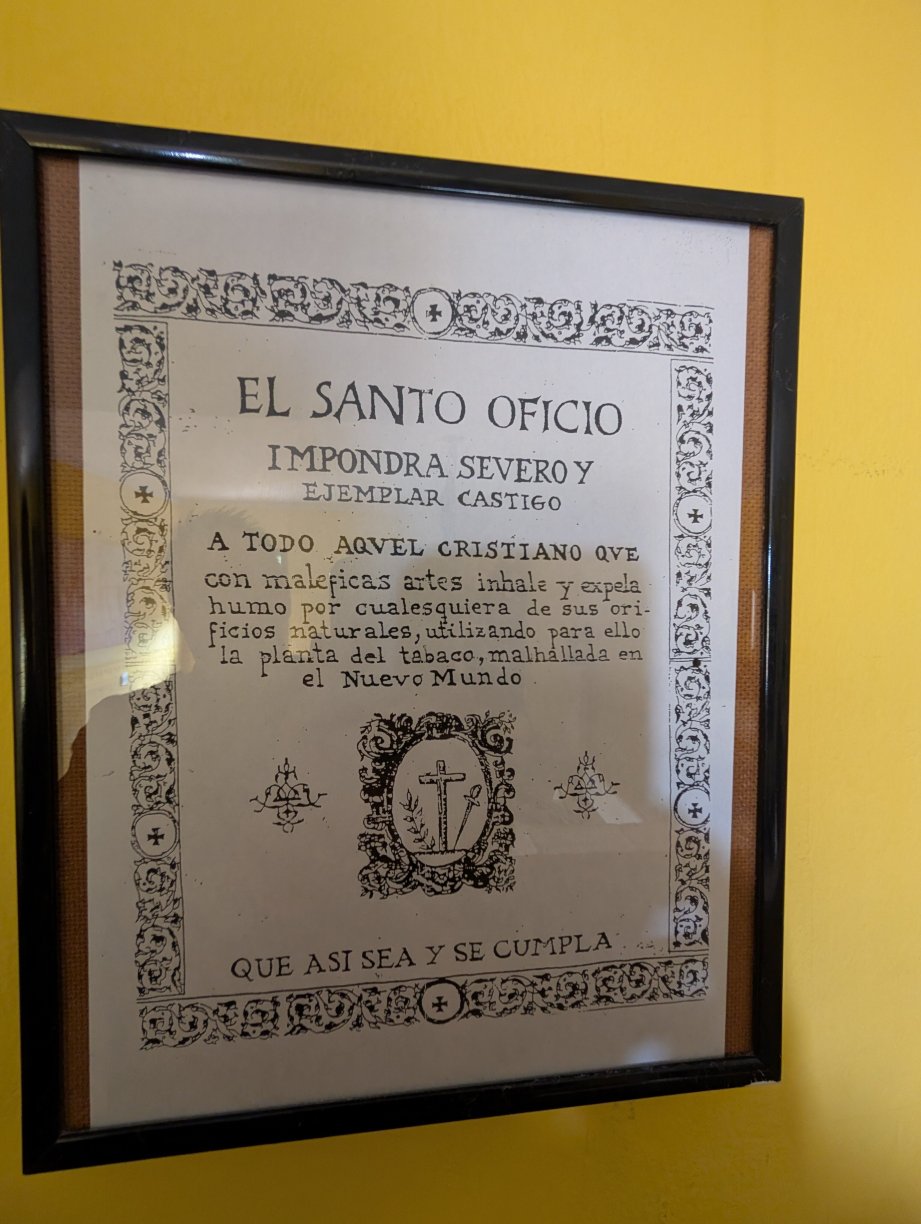 EL SANTO OFICIO
IMPONDRA SEVERO Y
EJEMPLAR CASTIGO
A TODO AQVEL CRISTIANO QVE
con maleficas artes inhale y expela
humo por cualesquiera de sus ori-
ficios naturales, utilizando para ello
la planta del tabaco, malhallada en
el Nuevo Mundo
QUE ASI SEA Y SE CUMPLA